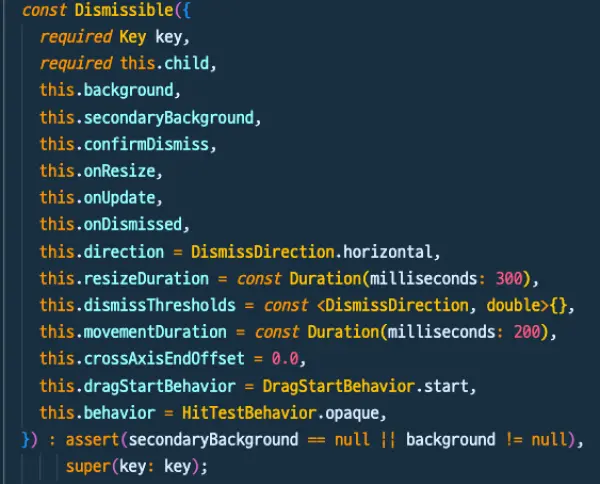 const Dismissible({
required Key key,
required this.child,
this.background,
this.secondaryBackground,
this.confirmDismiss,
this.onResize,
this.onUpdate,
this.onDismissed,
this.direction = DismissDirection.horizontal,
this.resizeDuration = const Duration(milliseconds: 300),
this.dismissThresholds = const <DismissDirection, double>{},
this.movementDuration = const Duration(milliseconds: 200),
this.crossAxisEndOffset = 0.0,
this.dragStartBehavior = DragStartBehavior.start,
this.behavior = HitTestBehavior.opaque,
}) : assert(secondaryBackground == null || background != null),
super(key: key);